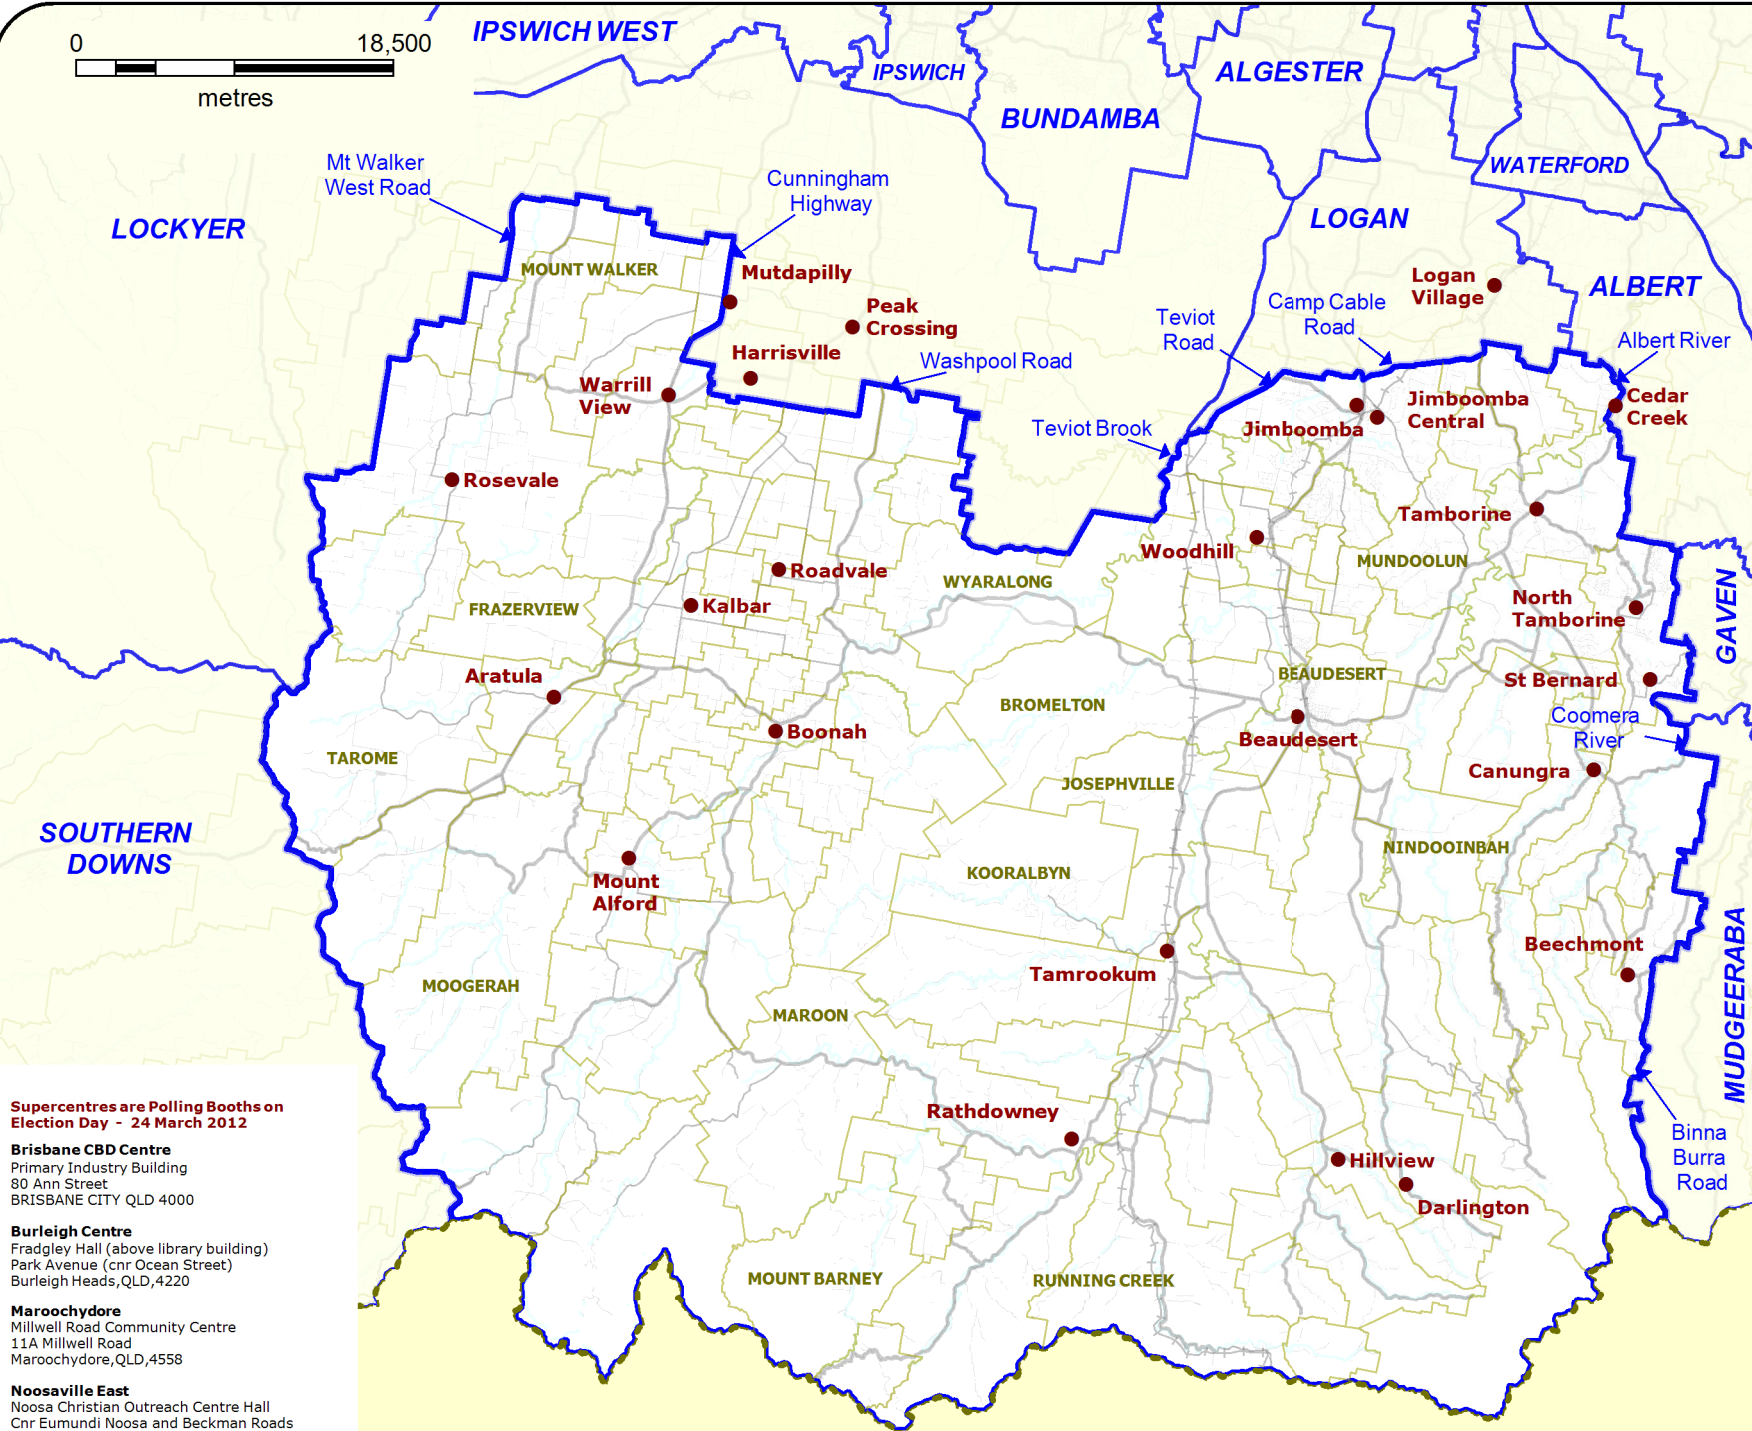 0 18,500
metres
IPSWICH WEST
IPSWICH
BUNDAMBA
ALGESTER
WATERFORD
LOGAN
ALBERT
LOCKYER
Mt Walker
West Road
Cunningham
Highway
MOUNT WALKER
Mutdapilly
Peak
Crossing
Harrisville
Warrill
View
Washpool Road
Teviot
Road
Camp Cable
Road
Logan
Village
Albert River
Cedar
Creek
Jimboomba
Central
Jimboomba
Teviot Brook
Rosevale
Tamborine
Woodhill
MUNDOOLUN
Roadvale
WYARALONG
Kalbar
FRAZERVIEW
North
Tamborine
GAVEN
Aratula
BEAUDESERT
St Bernard
BROMELTON
Coomera
River
Boonah
Beaudesert
TAROME
JOSEPHVILLE
Canungra
SOUTHERN
DOWNS
NINDOOINBAH
KOORALBYN
Mount
Alford
Beechmont
Tamrookum
MOOGERAH
MAROON
MUDGEERABA
Rathdowney
Hillview
Darlington
Binna
Burra
Road
MOUNT BARNEY
RUNNING CREEK
Supercentres are Polling Booths on
Election Day - 24 March 2012
Brisbane CBD Centre
Primary Industry Building
80 Ann Street
BRISBANE CITY QLD 4000
Burleigh Centre
Fradgley Hall (above library building)
Park Avenue (cnr Ocean Street)
Burleigh Heads,QLD,4220
Maroochydore
Millwell Road Community Centre
11A Millwell Road
Maroochydore,QLD,4558
Noosaville East
Noosa Christian Outreach Centre Hall
Cnr Eumundi Noosa and Beckman Roads